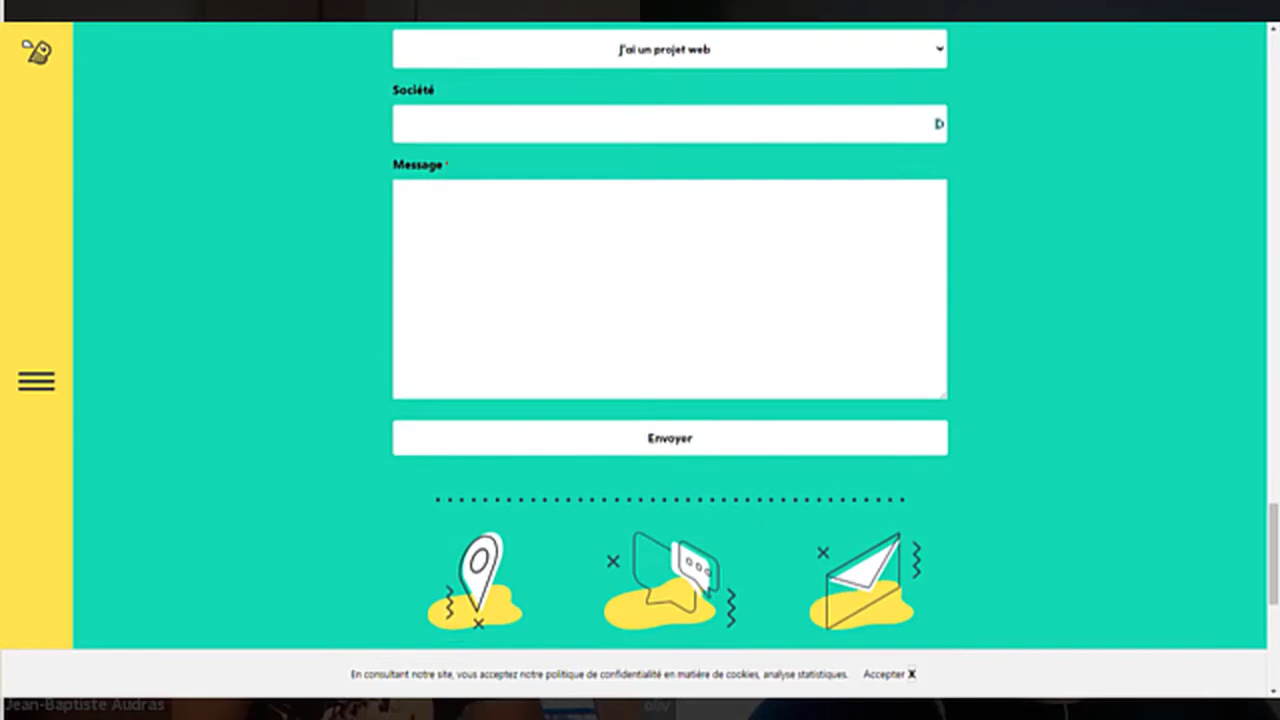 J'ai un projet web
Société
Message *
Envoyer
En consultant notre site, vous acceptez notre politique de confidentialité en matière de cookies, analyse statistiques. Accepter X
Jean-Baptiste Audras
oliv